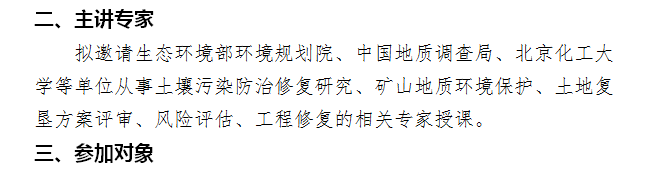 二、主讲专家
拟邀请生态环境部环境规划院、中国地质调查局、北京化工大
学等单位从事土壤污染防治修复研究、矿山地质环境保护、土地复
垦方案评审、风险评估、工程修复的相关专家授课。
三、参加对象